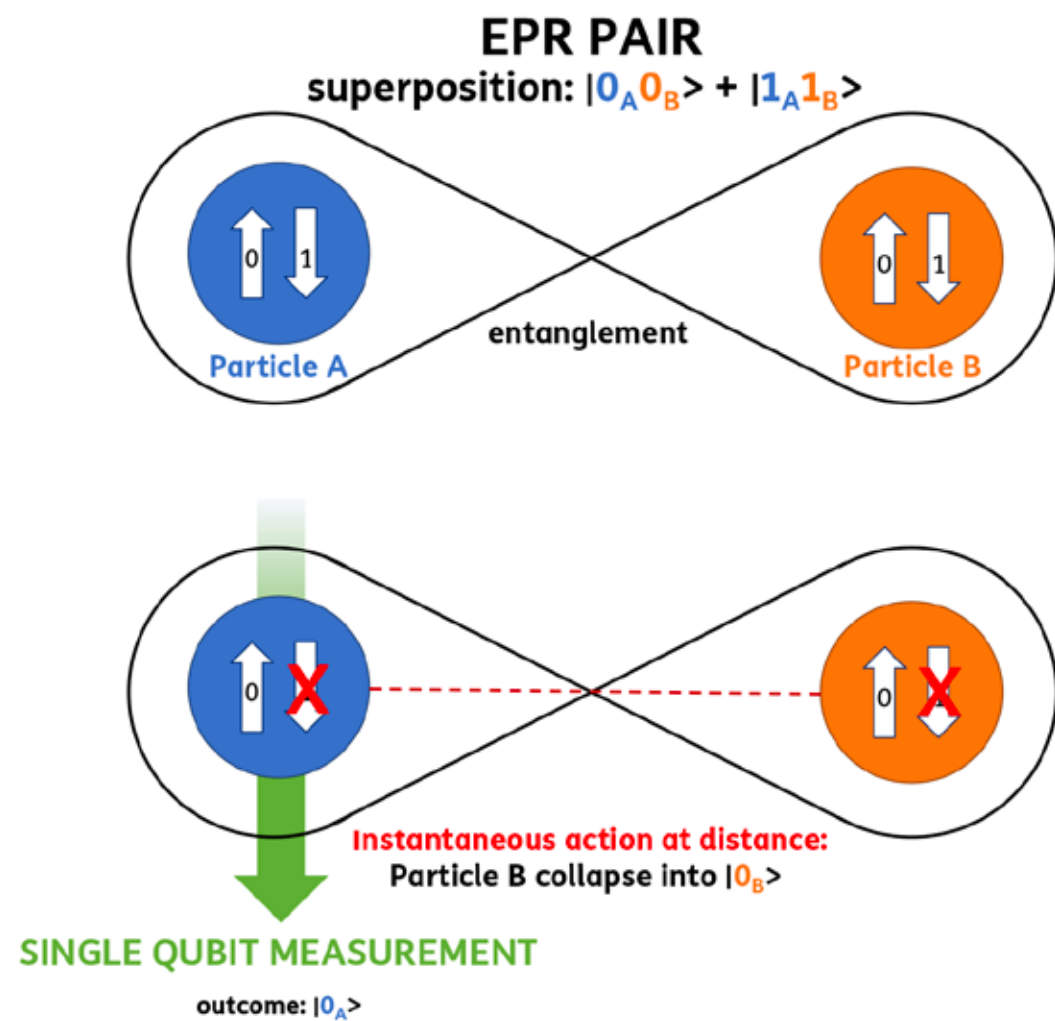 EPR PAIR
superposition: |0A0B> + |1A1B>
0 1
0 1
entanglement
Particle A
Particle B
0 X
0 X
Instantaneous action at distance:
Particle B collapse into |0B>
SINGLE QUBIT MEASUREMENT
outcome: |0A>